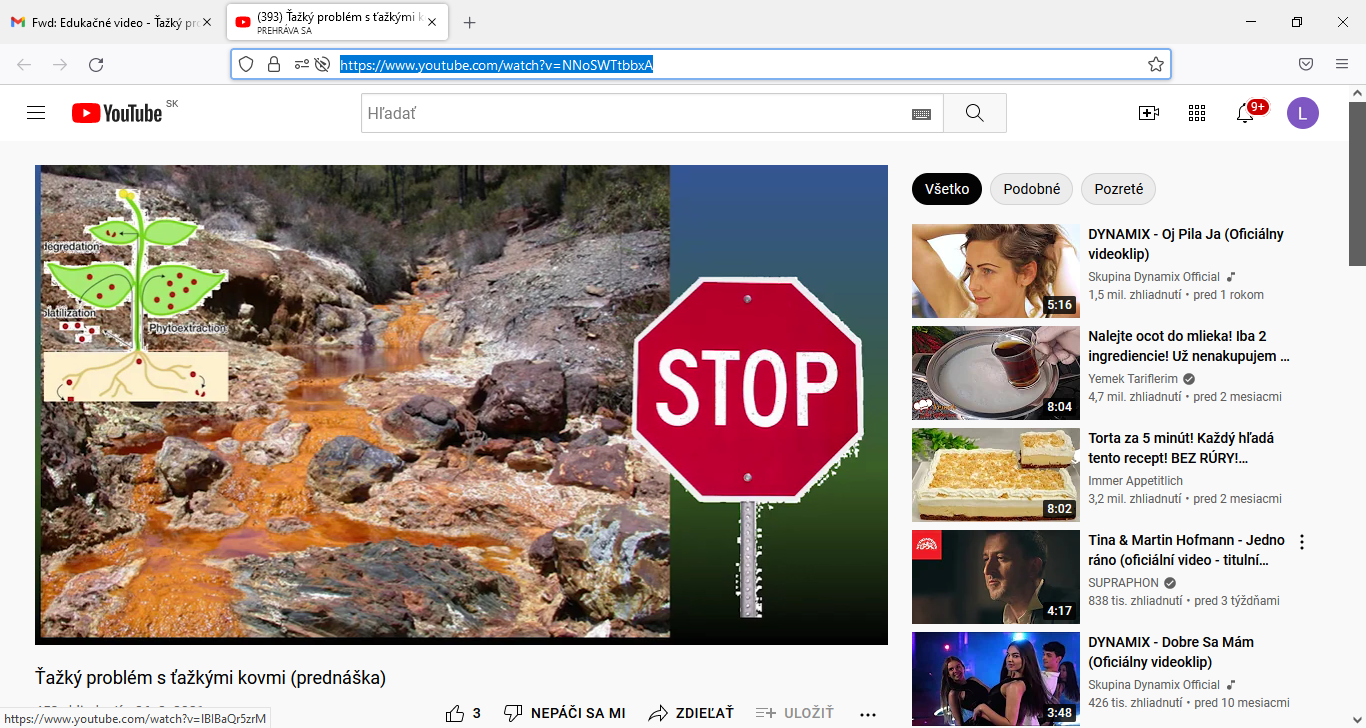 Fwd: Edukačné video - Ťažký pro
(393) Ťažký problém s ťažkými k
PREHRÁVA SA
https://www.youtube.com/watch?v=NNoSWTtbbxA
YouTube SK
Hľadať
9+
L
degredation
olatilization
Phytoextraction
STOP
Ťažký problém s ťažkými kovmi (prednáška)
3
NEPÁČI SA MI
ZDIEĽAŤ
ULOŽIŤ
https://www.youtube.com/watch?v=IBIBaQr5zrM
Všetko
Podobné
Pozreté
5:16
DYNAMIX - Oj Pila Ja (Oficiálny
videoklip)
Skupina Dynamix Official
1,5 mil. zhliadnutí • pred 1 rokom
8:04
Nalejte ocot do mlieka! Iba 2
ingrediencie! Už nenakupujem ...
Yemek Tariflerim
4,7 mil. zhliadnutí • pred 2 mesiacmi
8:02
Torta za 5 minút! Každý hľadá
tento recept! BEZ RÚRY!...
Immer Appetitlich
3,2 mil. zhliadnutí • pred 2 mesiacmi
4:17
Tina & Martin Hofmann - Jedno
ráno (oficiální video - titulní...
SUPRAPHON
838 tis. zhliadnutí • pred 3 týždňami
3:48
DYNAMIX - Dobre Sa Mám
(Oficiálny videoklip)
Skupina Dynamix Official
426 tis. zhliadnutí • pred 10 mesiacmi